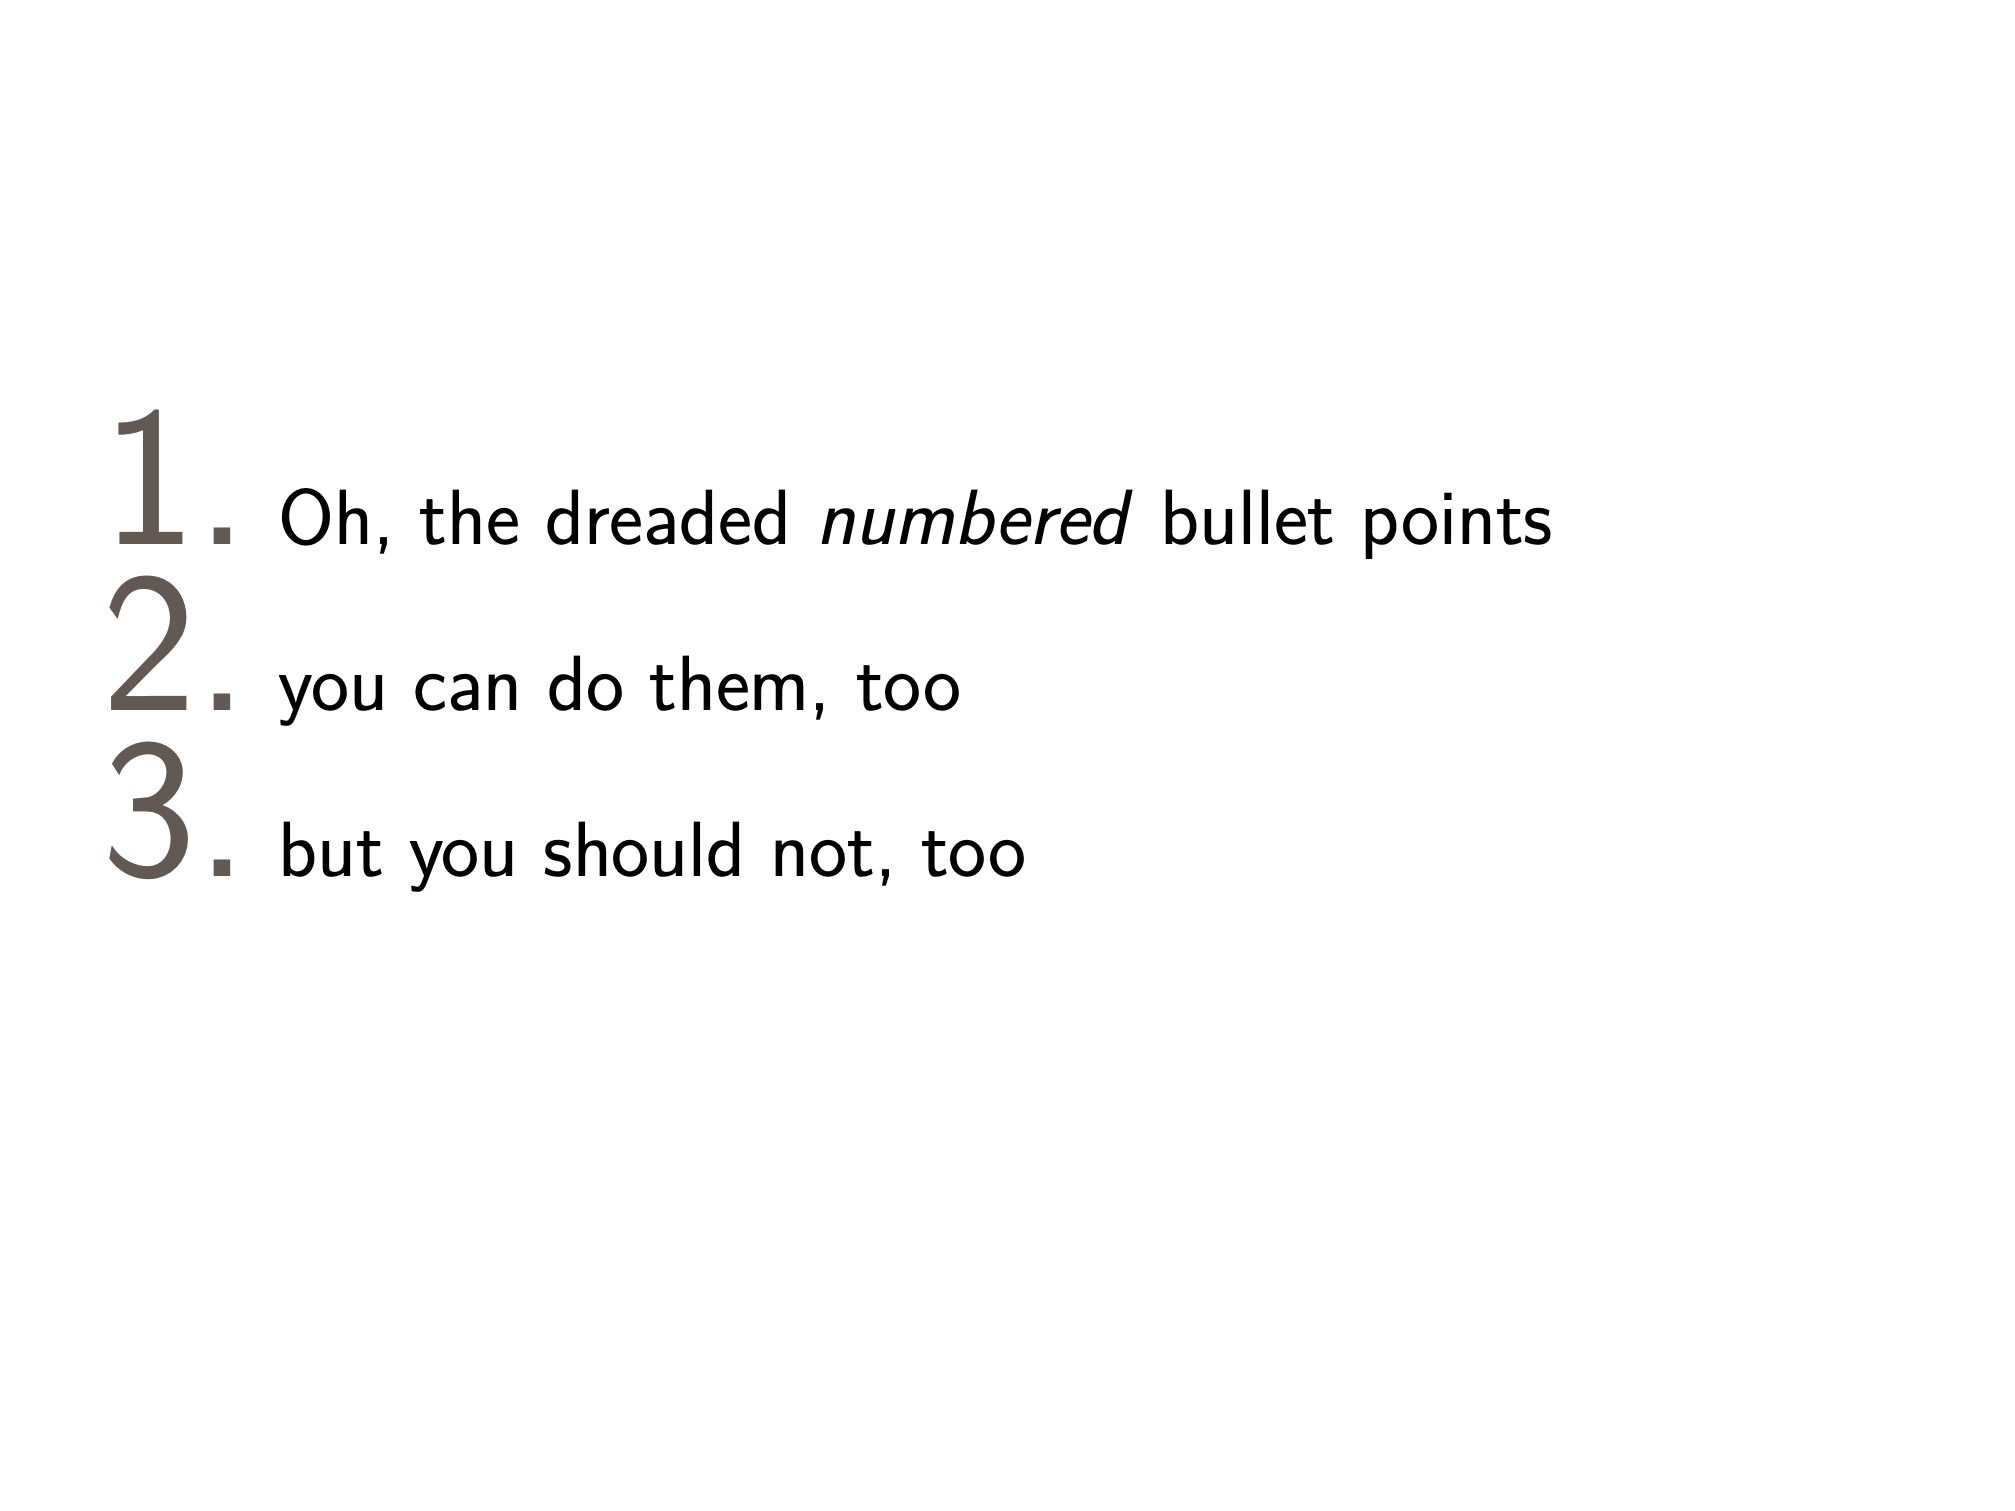 1. Oh, the dreaded numbered bullet points
2. you can do them, too
3. but you should not, too